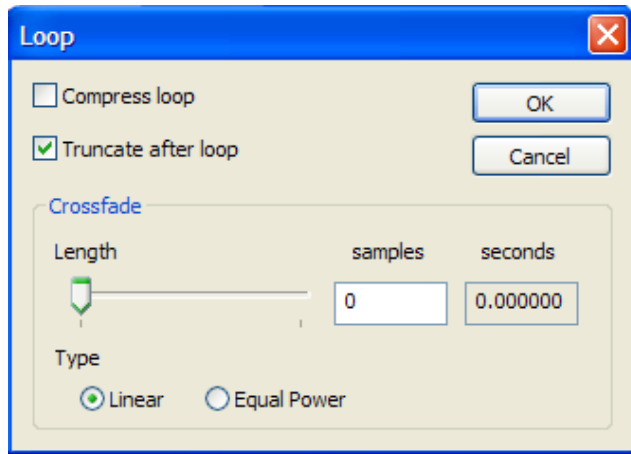 Loop
Compress loop
OK
Truncate after loop
Cancel
Crossfade
Length samples seconds
0 0.000000
Type
Linear Equal Power